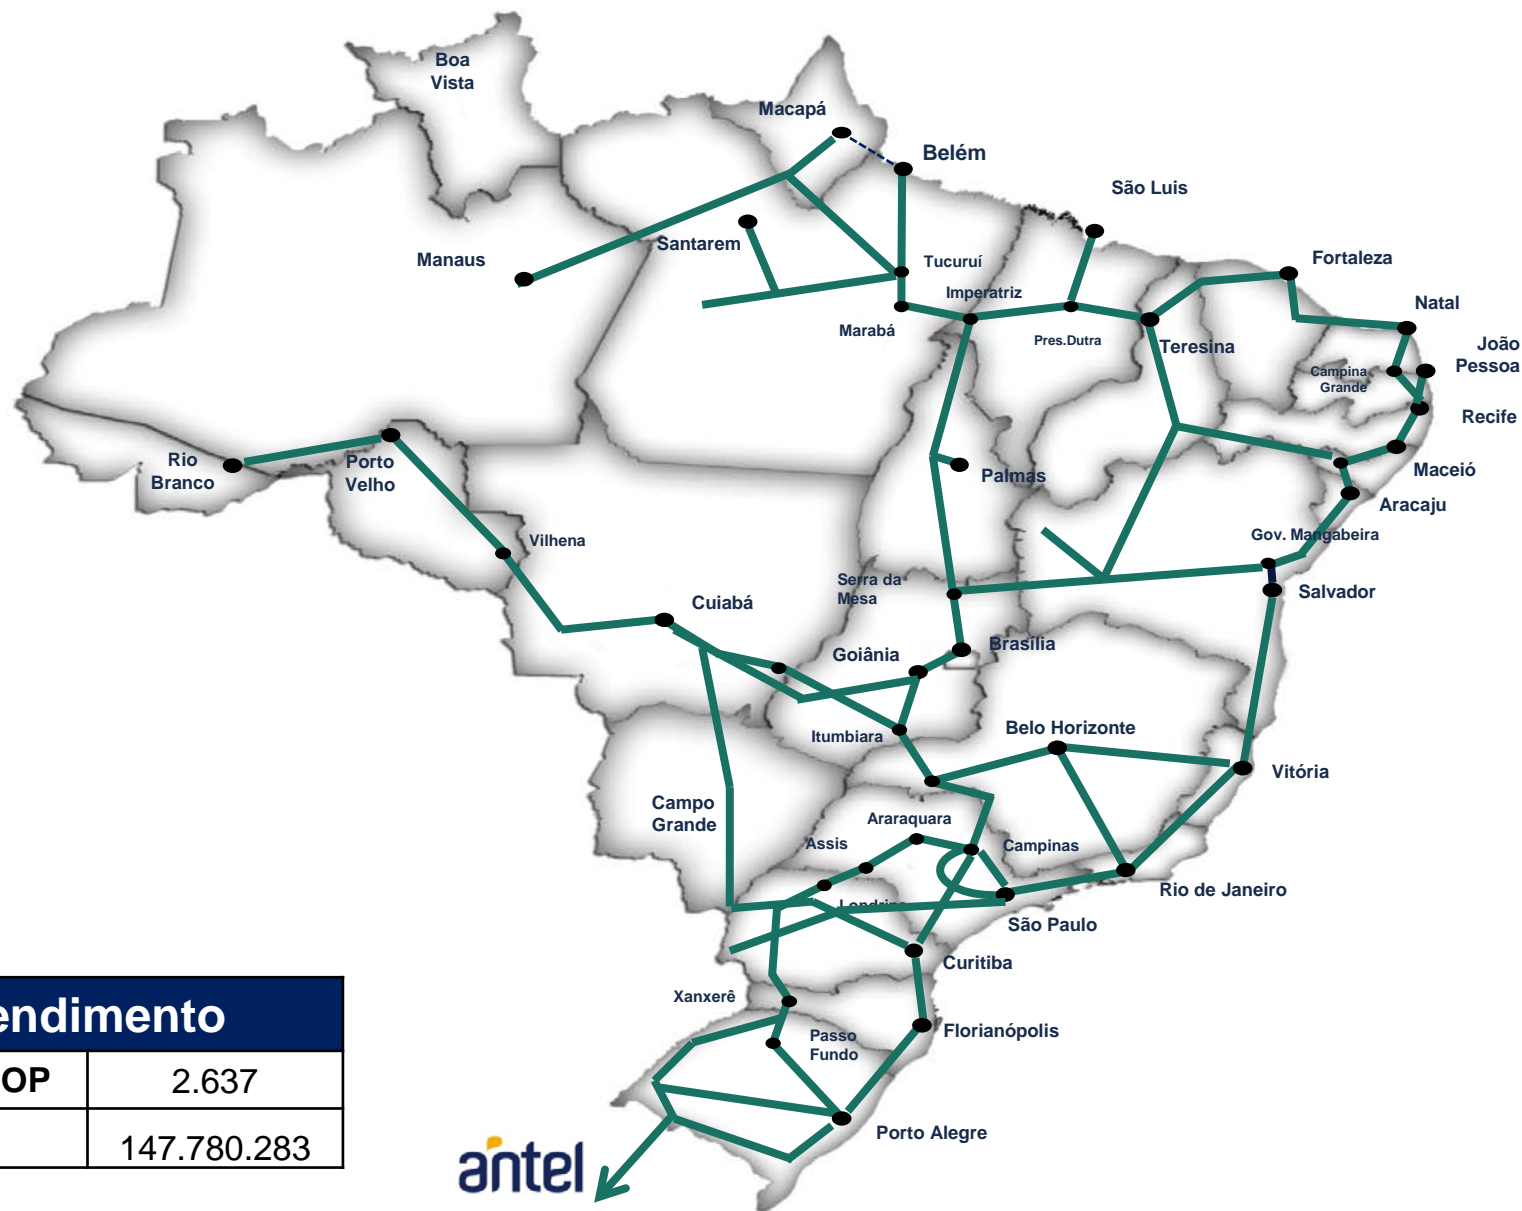 Boa
Vista
Macapá
Belém
São Luis
Santarem
Manaus
Tucuruí
Fortaleza
Imperatriz
Natal
Marabá
Pres.Dutra
Teresina
João
Pessoa
Campina
Grande
Recife
Rio
Branco
Porto
Velho
Palmas
Maceió
Aracaju
Vilhena
Gov. Mangabeira
Serra da
Mesa
Salvador
Cuiabá
Goiânia
Brasília
Itumbiara
Belo Horizonte
Vitória
Campo
Grande
Araraquara
Assis
Campinas
Rio de Janeiro
Londrina
São Paulo
Curitiba
Xanxerê
Florianópolis
Passo
Fundo
Porto Alegre
endimento
OP 2.637
147.780.283
antel